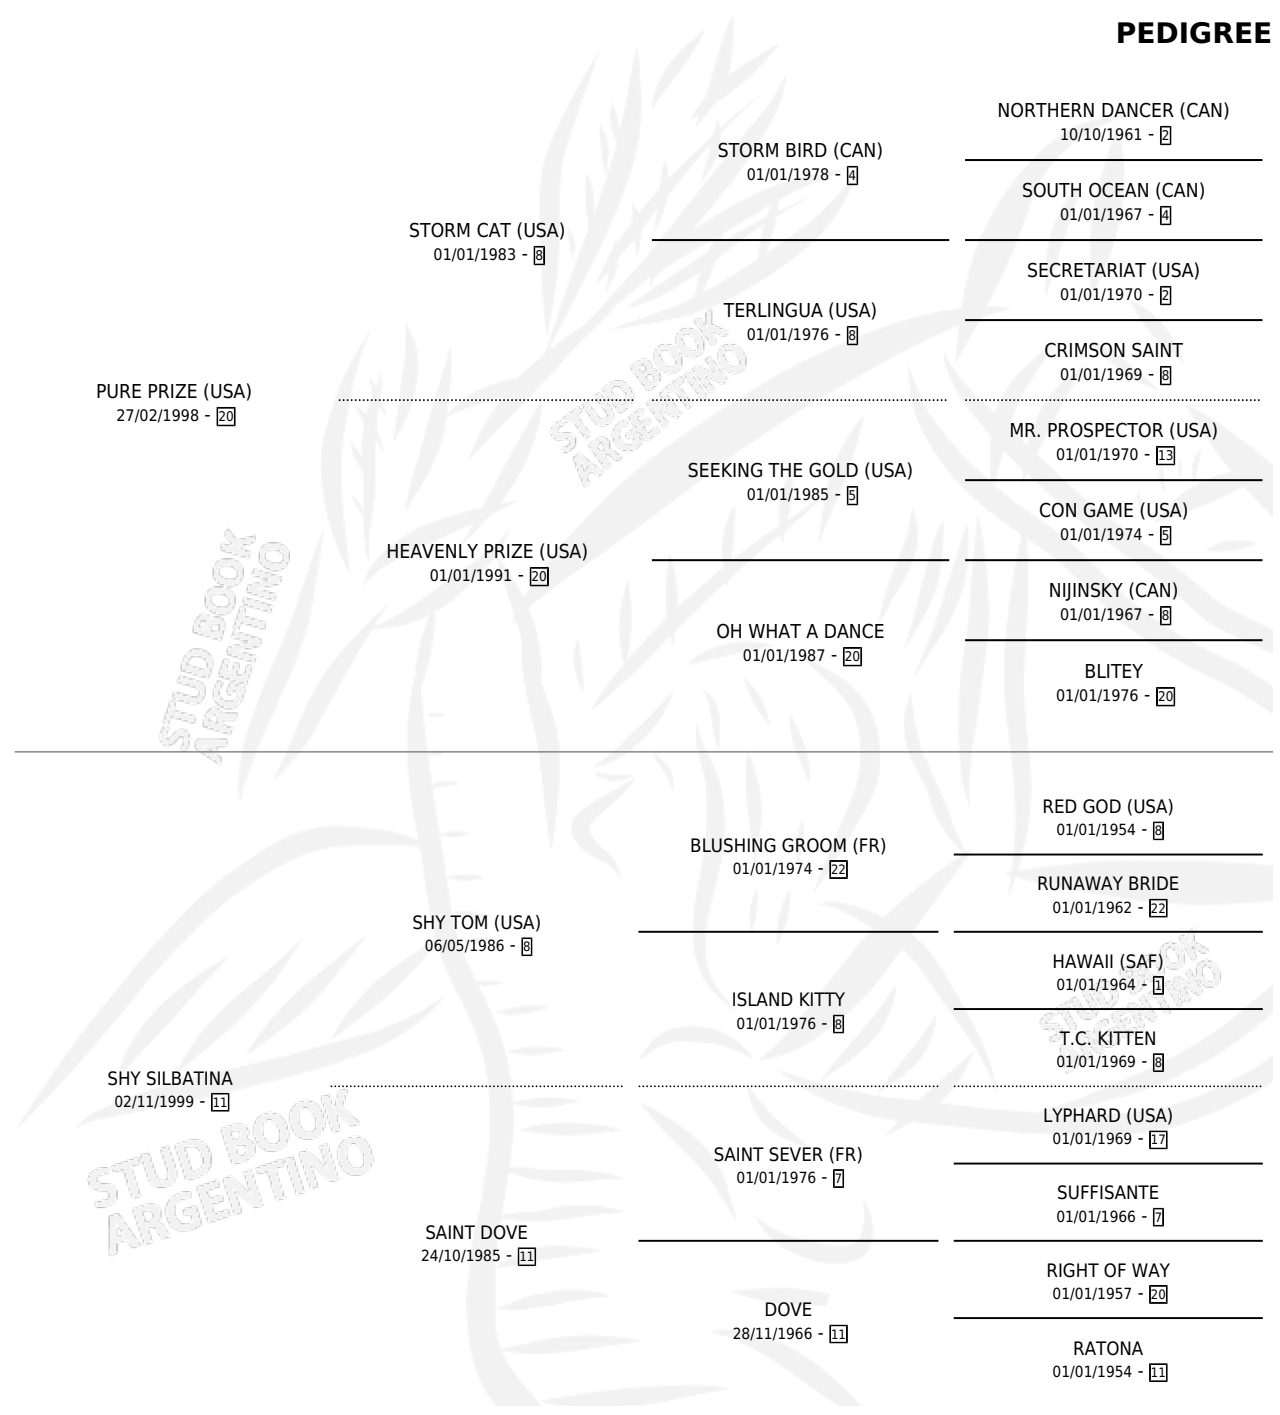 PEDIGREE
NORTHERN DANCER (CAN)
10/10/1961 - 2
STORM BIRD (CAN)
01/01/1978 - 4
SOUTH OCEAN (CAN)
01/01/1967 - 4
STORM CAT (USA)
01/01/1983 - 8
SECRETARIAT (USA)
01/01/1970 - 2
TERLINGUA (USA)
01/01/1976 - 8
CRIMSON SAINT
01/01/1969 - 8
PURE PRIZE (USA)
27/02/1998 - 20
MR. PROSPECTOR (USA)
01/01/1970 - 13
SEEKING THE GOLD (USA)
01/01/1985 - 5
CON GAME (USA)
01/01/1974 - 5
HEAVENLY PRIZE (USA)
01/01/1991 - 20
NIJINSKY (CAN)
01/01/1967 - 8
OH WHAT A DANCE
01/01/1987 - 20
BLITEY
01/01/1976 - 20
RED GOD (USA)
01/01/1954 - 8
BLUSHING GROOM (FR)
01/01/1974 - 22
RUNAWAY BRIDE
01/01/1962 - 22
SHY TOM (USA)
06/05/1986 - 8
HAWAII (SAF)
01/01/1964 - 1
ISLAND KITTY
01/01/1976 - 8
T.C. KITTEN
01/01/1969 - 8
SHY SILBATINA
02/11/1999 - 11
LYPHARD (USA)
01/01/1969 - 17
SAINT SEVER (FR)
01/01/1976 - 7
SUFFISANTE
01/01/1966 - 7
SAINT DOVE
24/10/1985 - 11
RIGHT OF WAY
01/01/1957 - 20
DOVE
28/11/1966 - 11
RATONA
01/01/1954 - 11
STUD BOOK
ARGENTINO
STUD BOOK
ARGENTINO
STUD BOOK
ARGENTINO
STUD BOOK
ARGENTINO